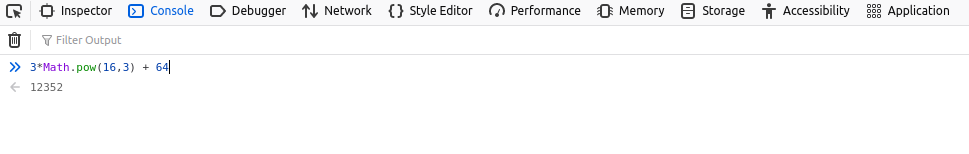 Inspector Console Debugger Network Style Editor Performance Memory Storage Accessibility Application
Filter Output
3*Math.pow(16,3) + 64
12352